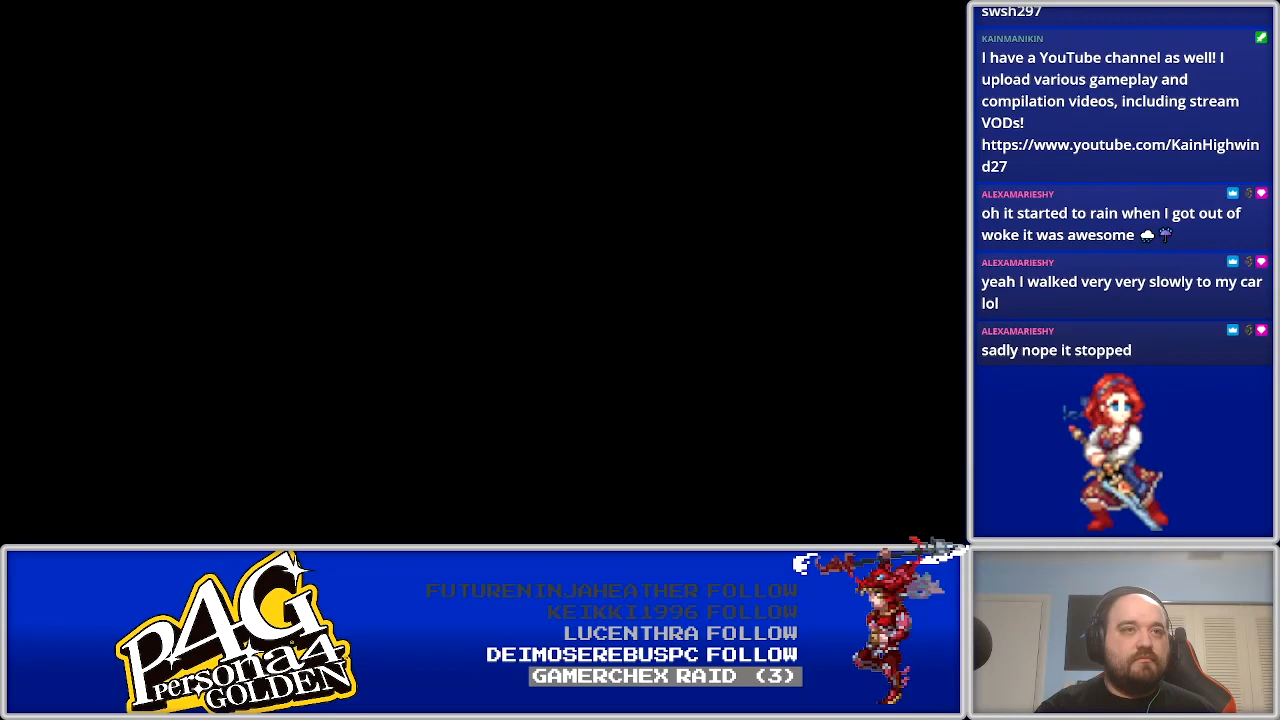 swsh297
KAINMANIKIN
I have a YouTube channel as well! I
upload various gameplay and
compilation videos, including stream
VODs!
https://www.youtube.com/KainHighwin
d27
ALEXAMARIESHY
oh it started to rain when I got out of
woke it was awesome
ALEXAMARIESHY
yeah I walked very very slowly to my car
lol
ALEXAMARIESHY
sadly nope it stopped
P4G
Persona4
GOLDEN
FUTURENINJAHEATHER FOLLOW
KEIKKI1996 FOLLOW
LUCENTHRA FOLLOW
DEIMOSEREBUSPC FOLLOW
GAMERCHEX RAID (3)